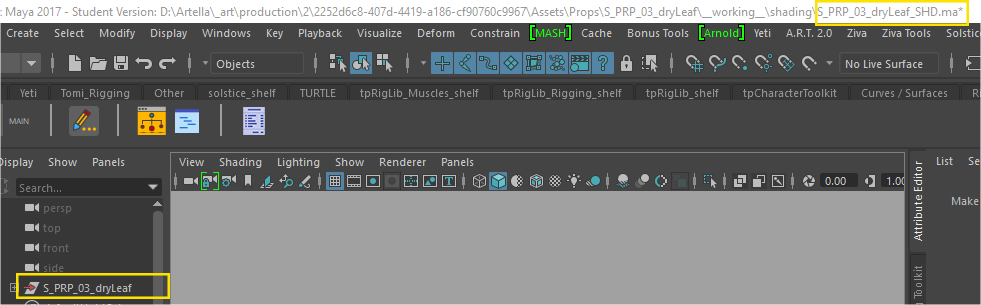 Maya 2017 - Student Version: D:\Artella\_art\production\2\2252d6c8-407d-4419-a186-cf90760c9967\Assets\Props\S_PRP_03_dryLeaf\__working__\shading\S_PRP_03_dryLeaf_SHD.ma*
Create Select Modify Display Windows Key Playback Visualize Deform Constrain [MASH] Cache Bonus Tools [Arnold] Yeti A.R.T. 2.0 Ziva Ziva Tools Solstic
Objects No Live Surface
Yeti Tomi_Rigging Other solstice_shelf TURTLE tpRigLib_Muscles_shelf tpRigLib_Rigging_shelf tpRigLib_shelf tpCharacterToolkit Curves / Surfaces Ri
MAIN
Display Show Panels View Shading Lighting Show Renderer Panels List Se
Search... 0.00 1.00
Make
persp
top
front
side
S_PRP_03_dryLeaf
Attribute Editor
Toolkit